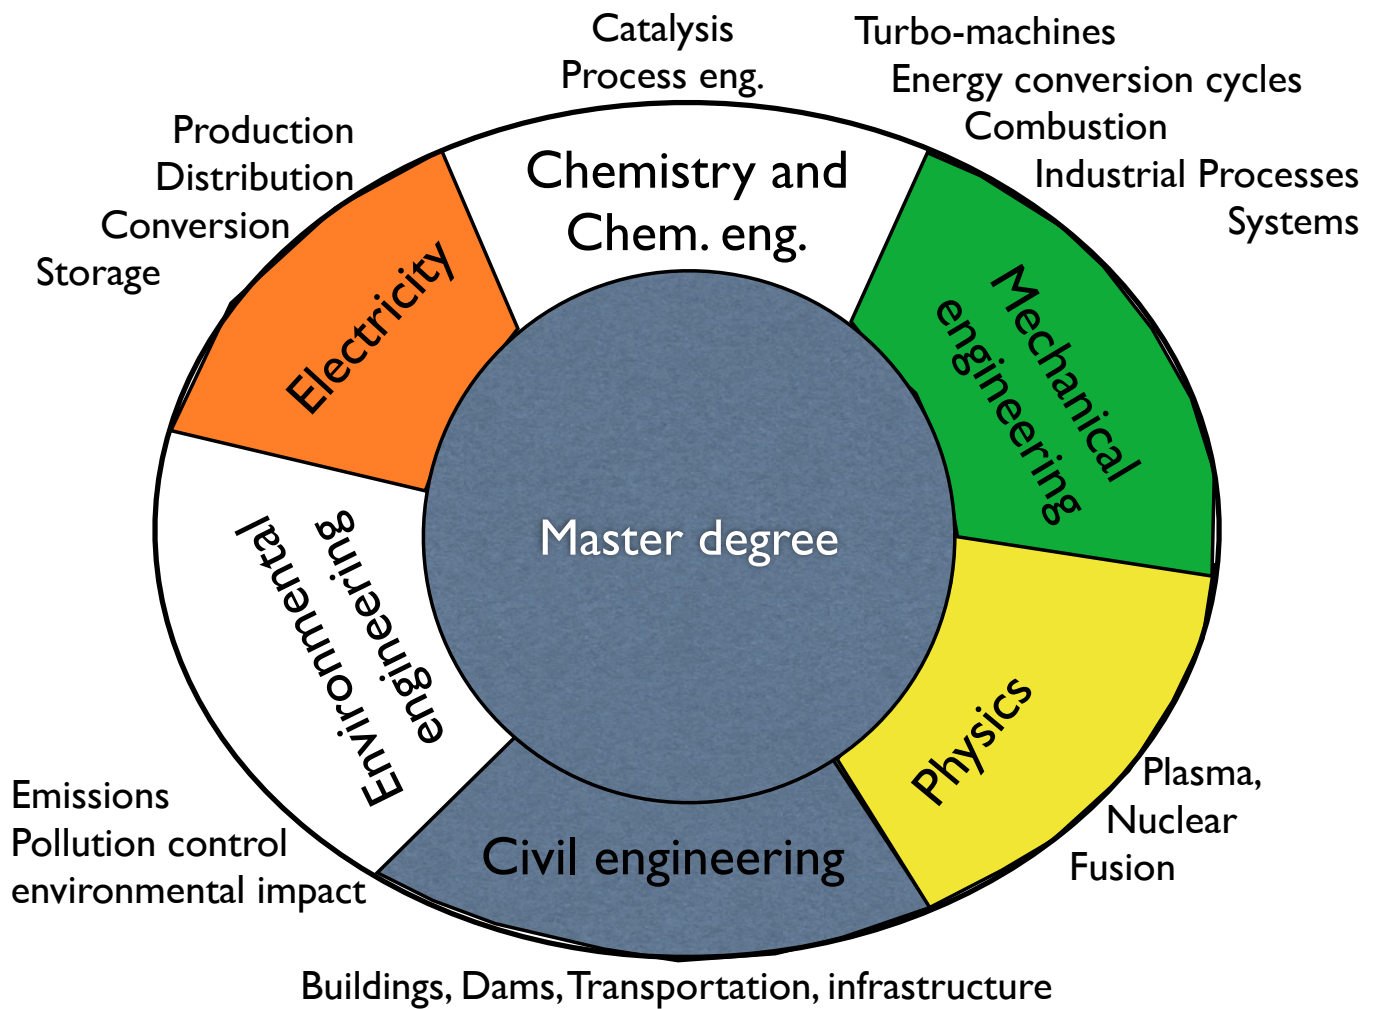 Catalysis
Process eng.
Turbo-machines
Energy conversion cycles
Combustion
Industrial Processes
Systems
Production
Distribution
Conversion
Storage
Chemistry and
Chem. eng.
Electricity
Mechanical
engineering
Master degree
Environmental
engineering
Physics
Civil engineering
Plasma,
Nuclear
Fusion
Emissions
Pollution control
environmental impact
Buildings, Dams, Transportation, infrastructure